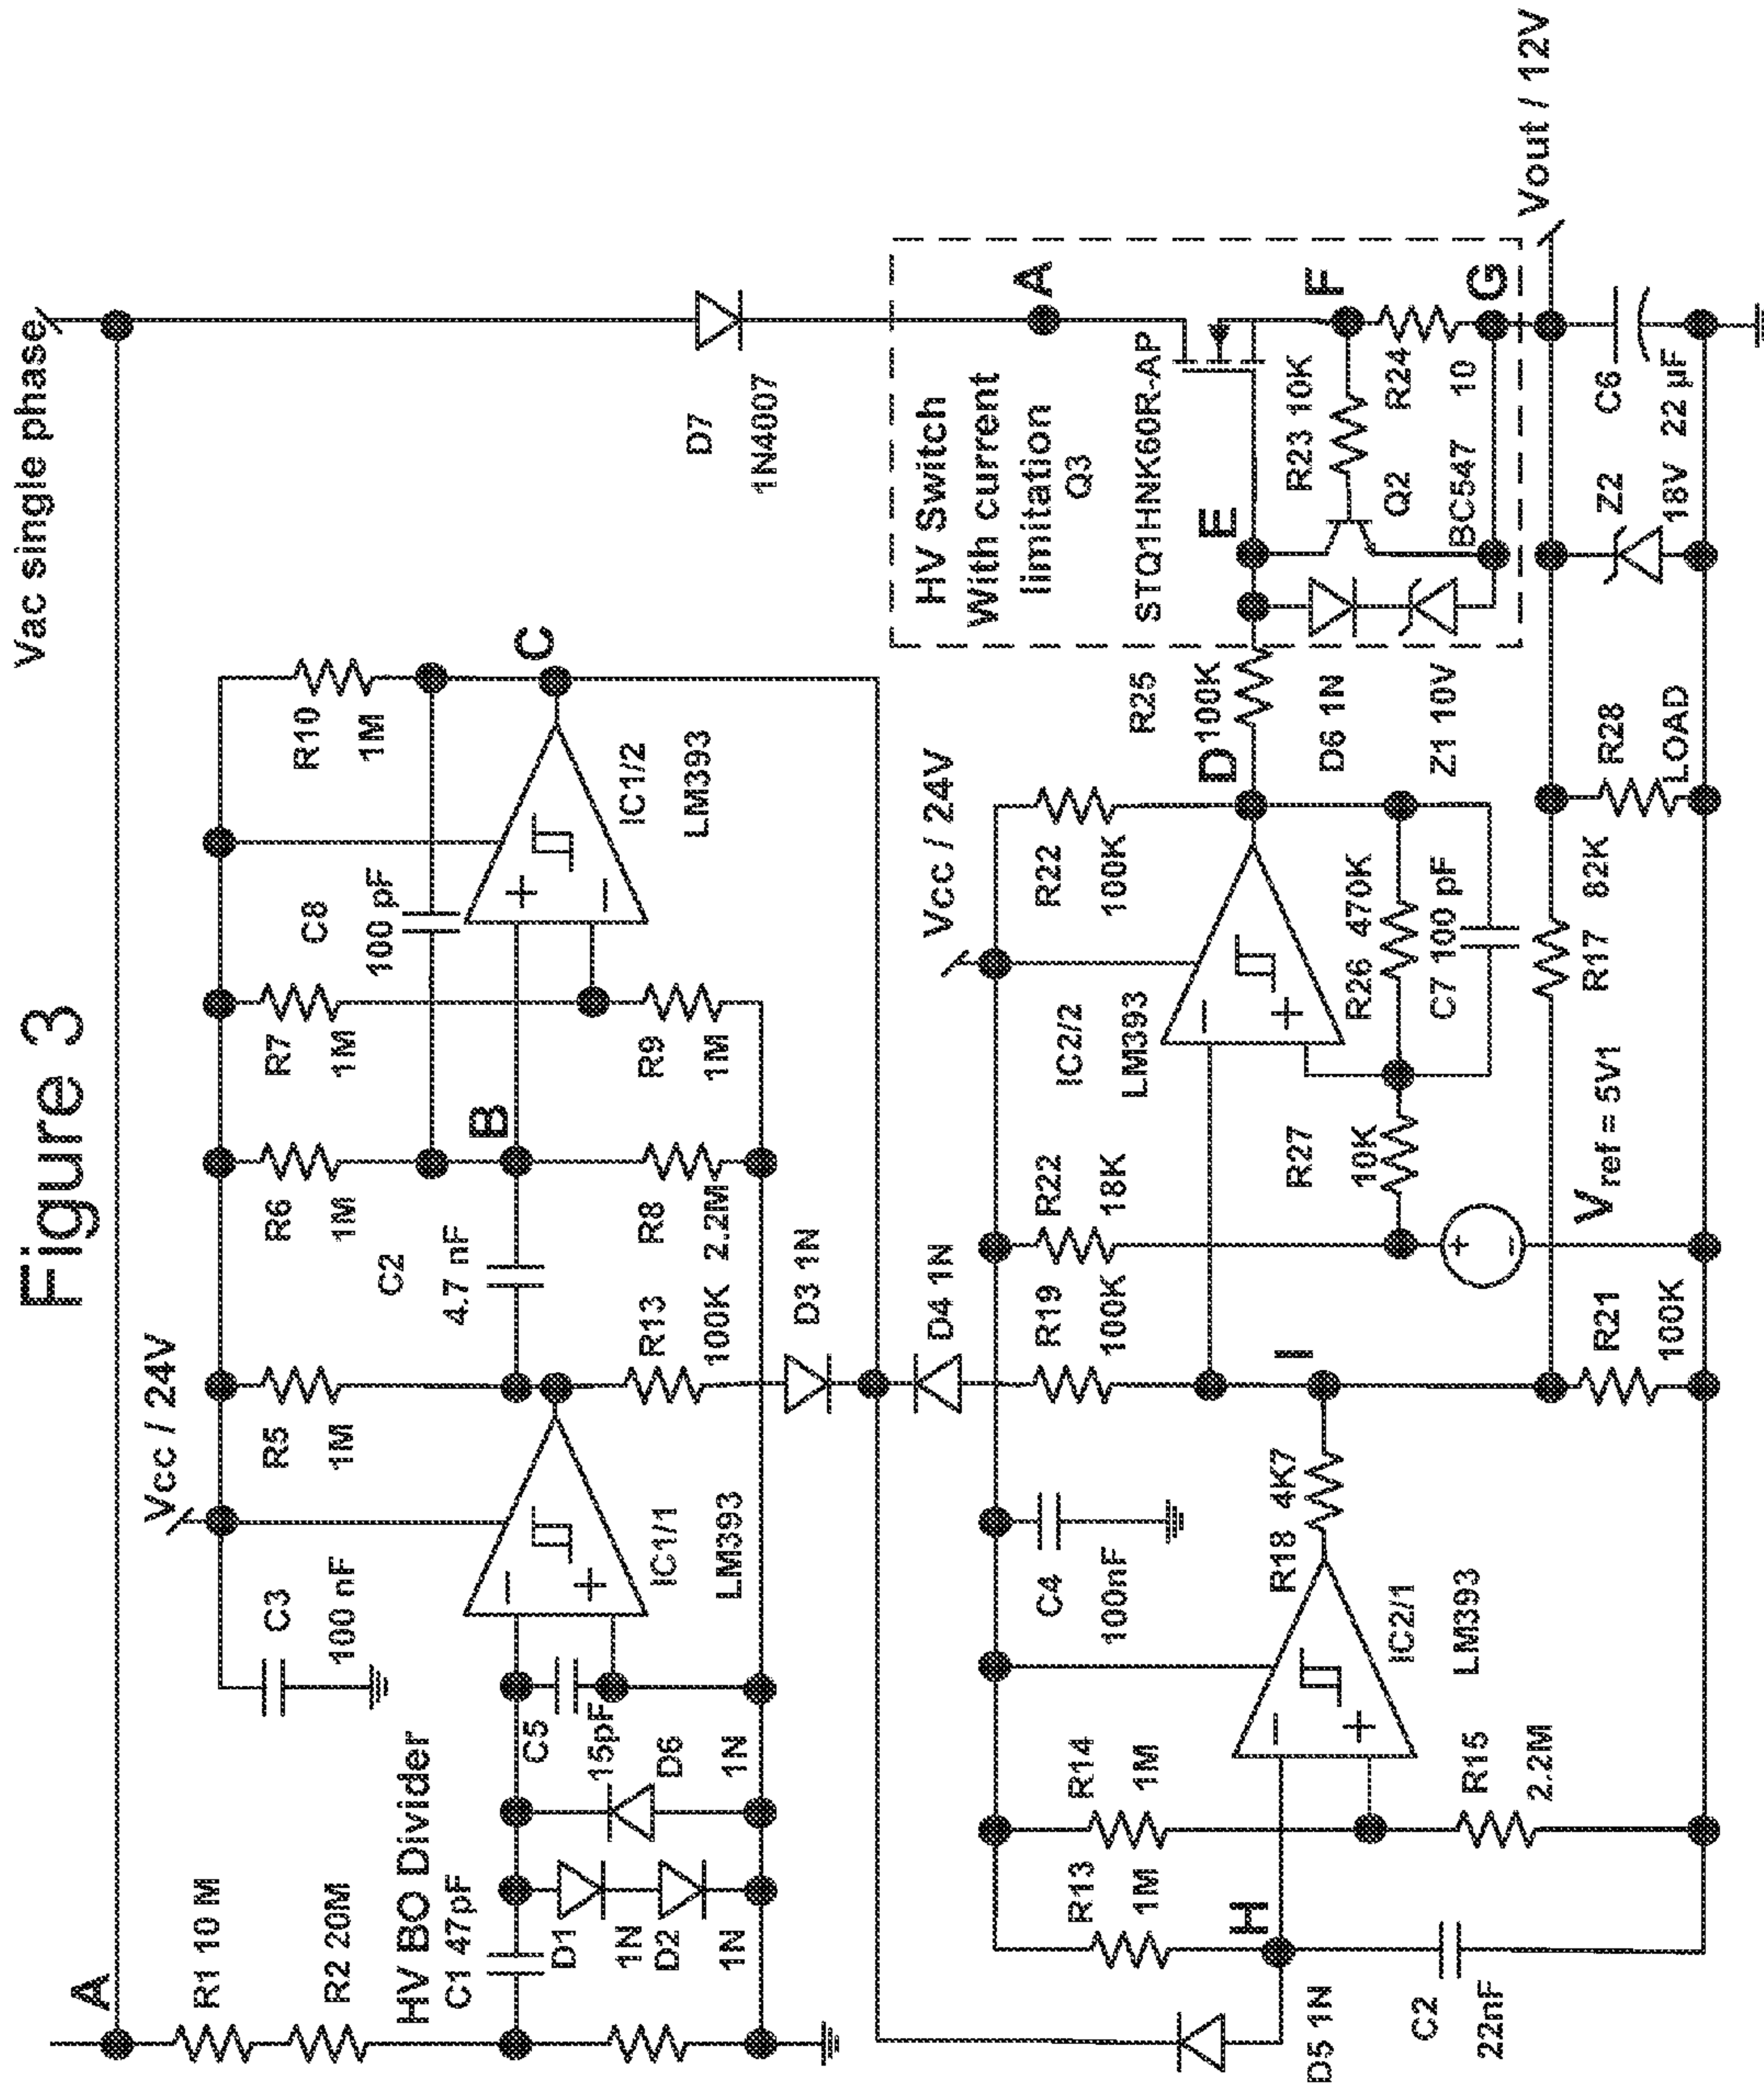 Figure 3
Vac single phase
A
Vcc / 24V
C3
100 nF
R1 10 M
R2 20M
HV BO Divider
C1 47pF
D1
1N
D2
1N
C5
15pF
D6
1N
IC1/1
LM393
R5
1M
C2
4.7 nF
R13
100K
R6
1M
B
R8
2.2M
R7
1M
R9
1M
C8
100 pF
R10
1M
IC1/2
LM393
C
D3 1N
D4 1N
D7
1N4007
HV Switch
With current
limitation
Q3
STQ1HNK60R-AP
A
E
F
R23 10K
R24
10
Q2
BC547
G
D6 1N
Z1 10V
R25
100K
D
Vcc / 24V
R22
100K
IC2/2
LM393
R26 470K
C7 100 pF
R27
10K
R22
18K
R19
100K
I
C4
100nF
R18 4K7
IC2/1
LM393
R14
1M
R15
2.2M
R13
1M
H
D5 1N
C2
22nF
R21
100K
Vref = 5V1
R17 82K
R28
LOAD
Z2
18V
C6
22 µF
Vout / 12V
+
−
+
−
+
−
+
−
+
-